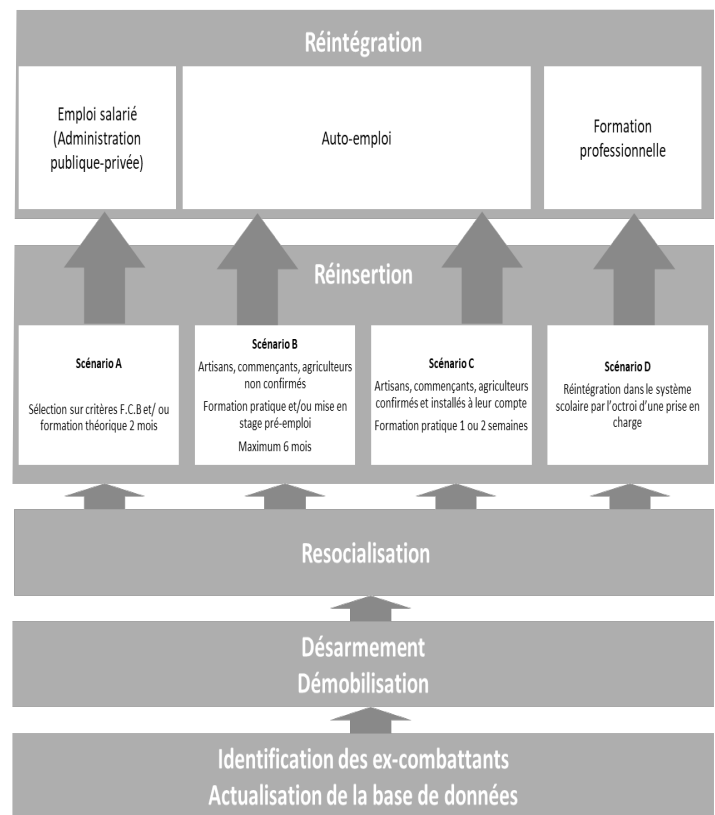 Réintégration
Emploi salarié
(Administration
publique-privée)
Auto-emploi
Formation
professionnelle
Réinsertion
Scénario A
Sélection sur critères F.C.B et/ ou
formation théorique 2 mois
Scénario B
Artisans, commençants, agriculteurs
non confirmés
Formation pratique et/ou mise en
stage pré-emploi
Maximum 6 mois
Scénario C
Artisans, commençants, agriculteurs
confirmés et installés à leur compte
Formation pratique 1 ou 2 semaines
Scénario D
Réintégration dans le système
scolaire par l'octroi d'une prise en
charge
Resocialisation
Désarmement
Démobilisation
Identification des ex-combattants
Actualisation de la base de données